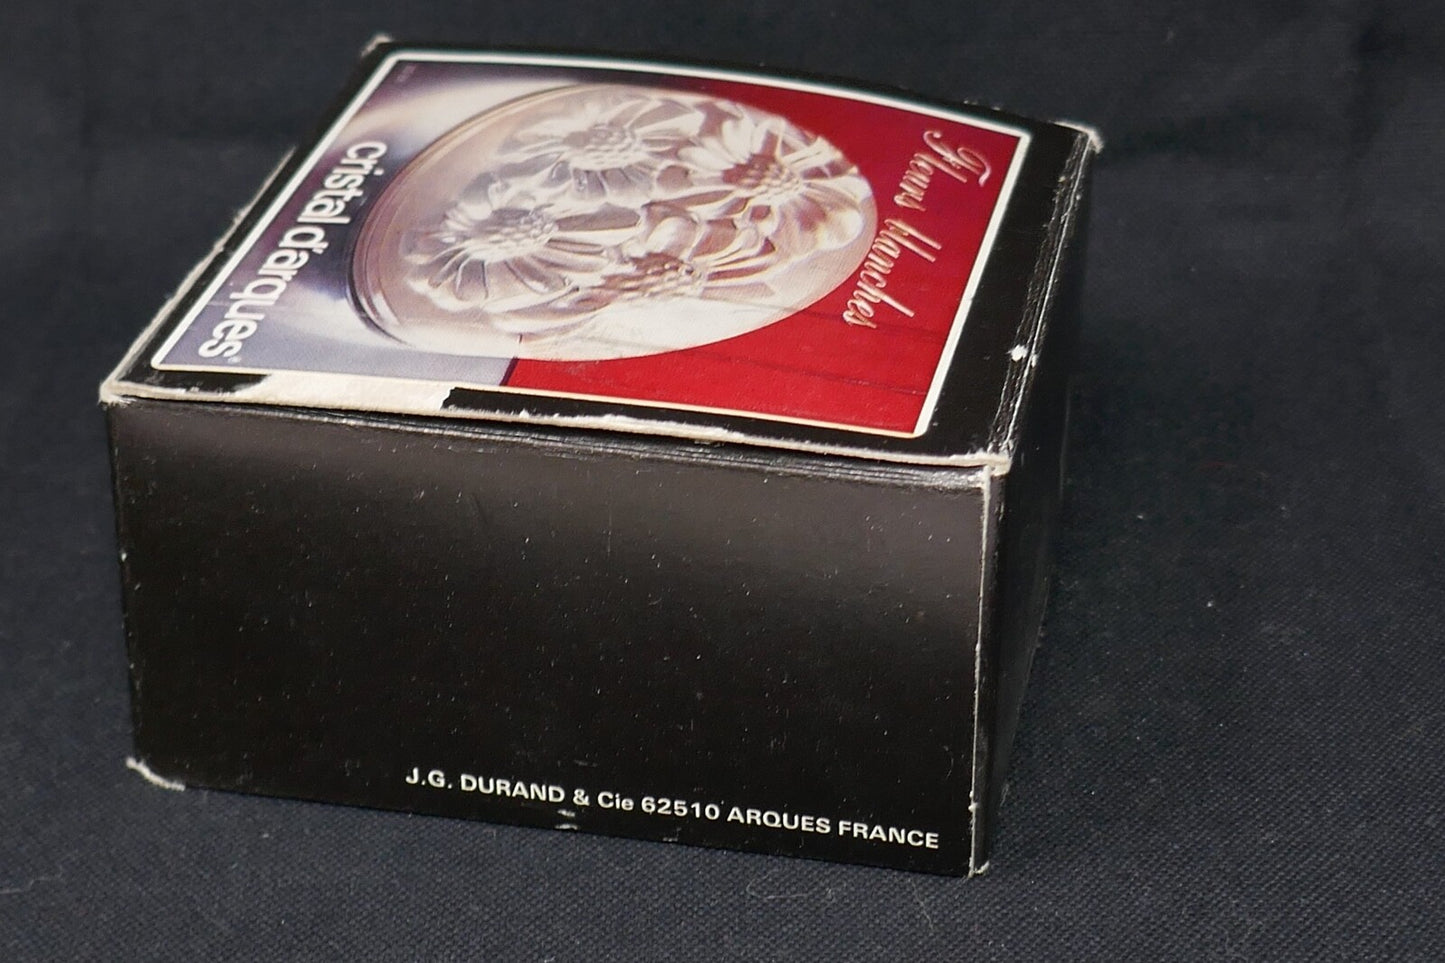 Fleurs blanches
cristal d'arques®
J.G. DURAND & Cie 62510 ARQUES FRANCE